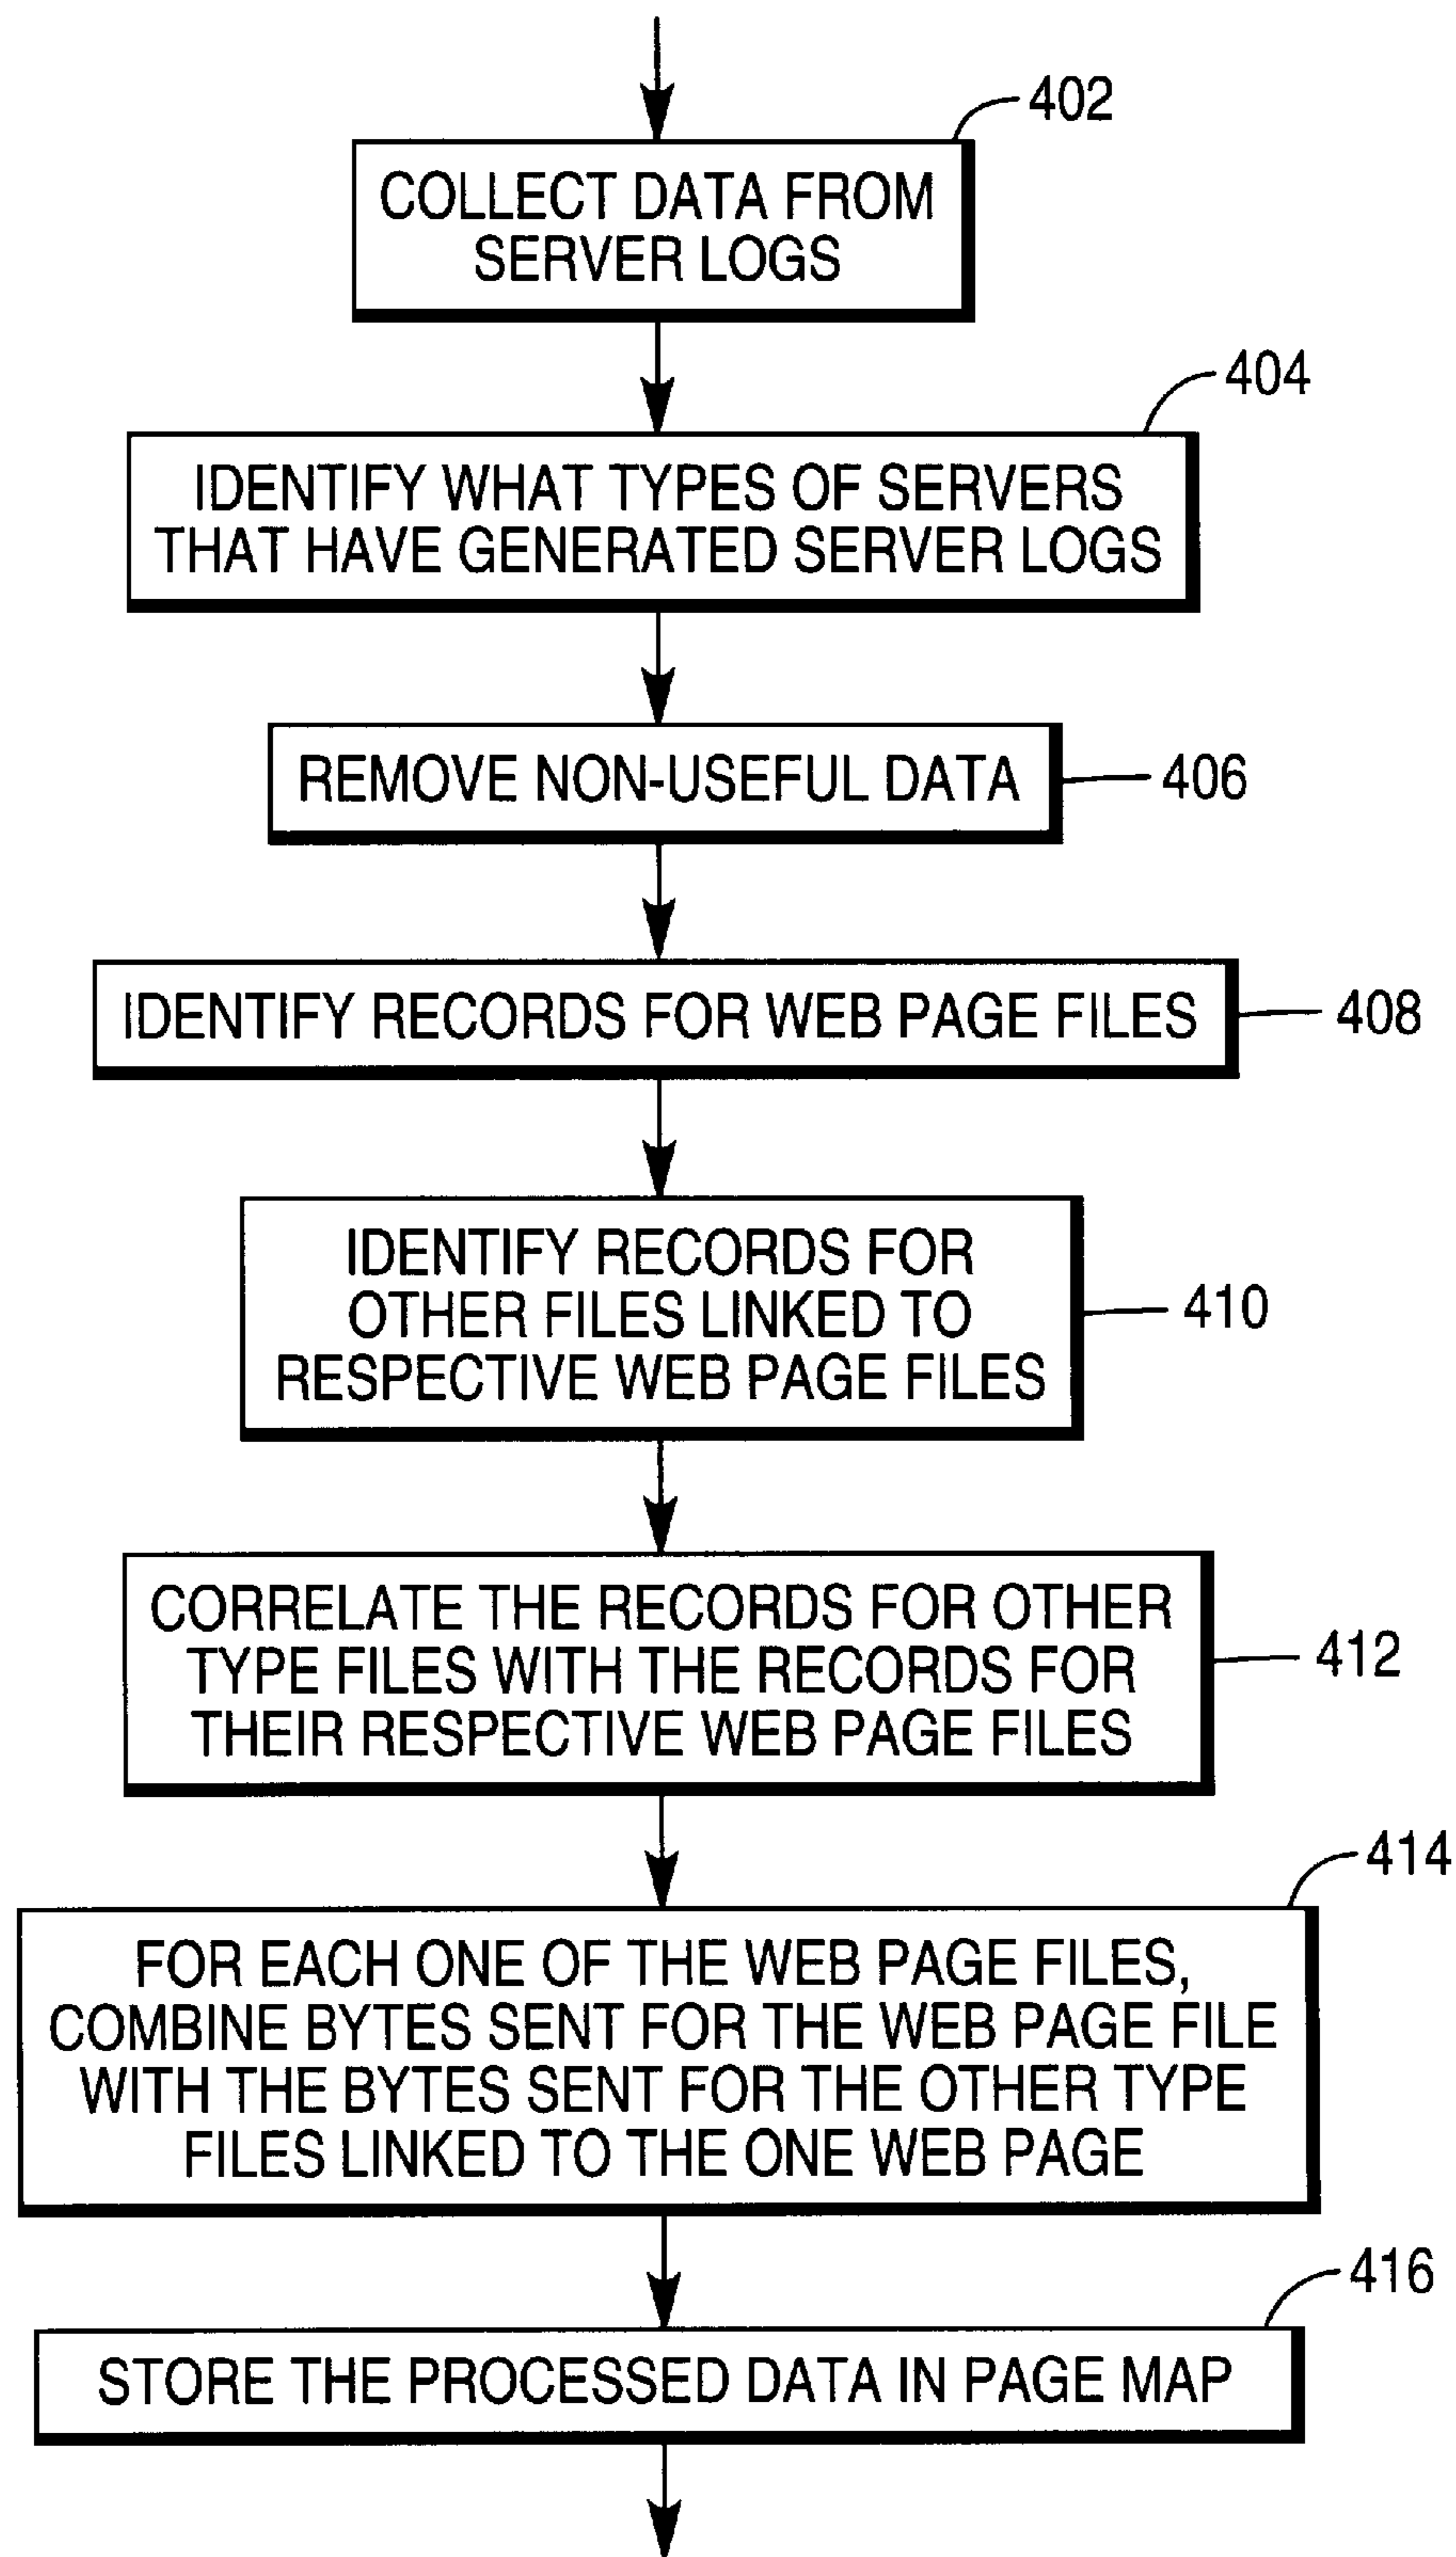 402
COLLECT DATA FROM
SERVER LOGS
404
IDENTIFY WHAT TYPES OF SERVERS
THAT HAVE GENERATED SERVER LOGS
REMOVE NON-USEFUL DATA
406
IDENTIFY RECORDS FOR WEB PAGE FILES
408
IDENTIFY RECORDS FOR
OTHER FILES LINKED TO
RESPECTIVE WEB PAGE FILES
410
CORRELATE THE RECORDS FOR OTHER
TYPE FILES WITH THE RECORDS FOR
THEIR RESPECTIVE WEB PAGE FILES
412
414
FOR EACH ONE OF THE WEB PAGE FILES,
COMBINE BYTES SENT FOR THE WEB PAGE FILE
WITH THE BYTES SENT FOR THE OTHER TYPE
FILES LINKED TO THE ONE WEB PAGE
416
STORE THE PROCESSED DATA IN PAGE MAP